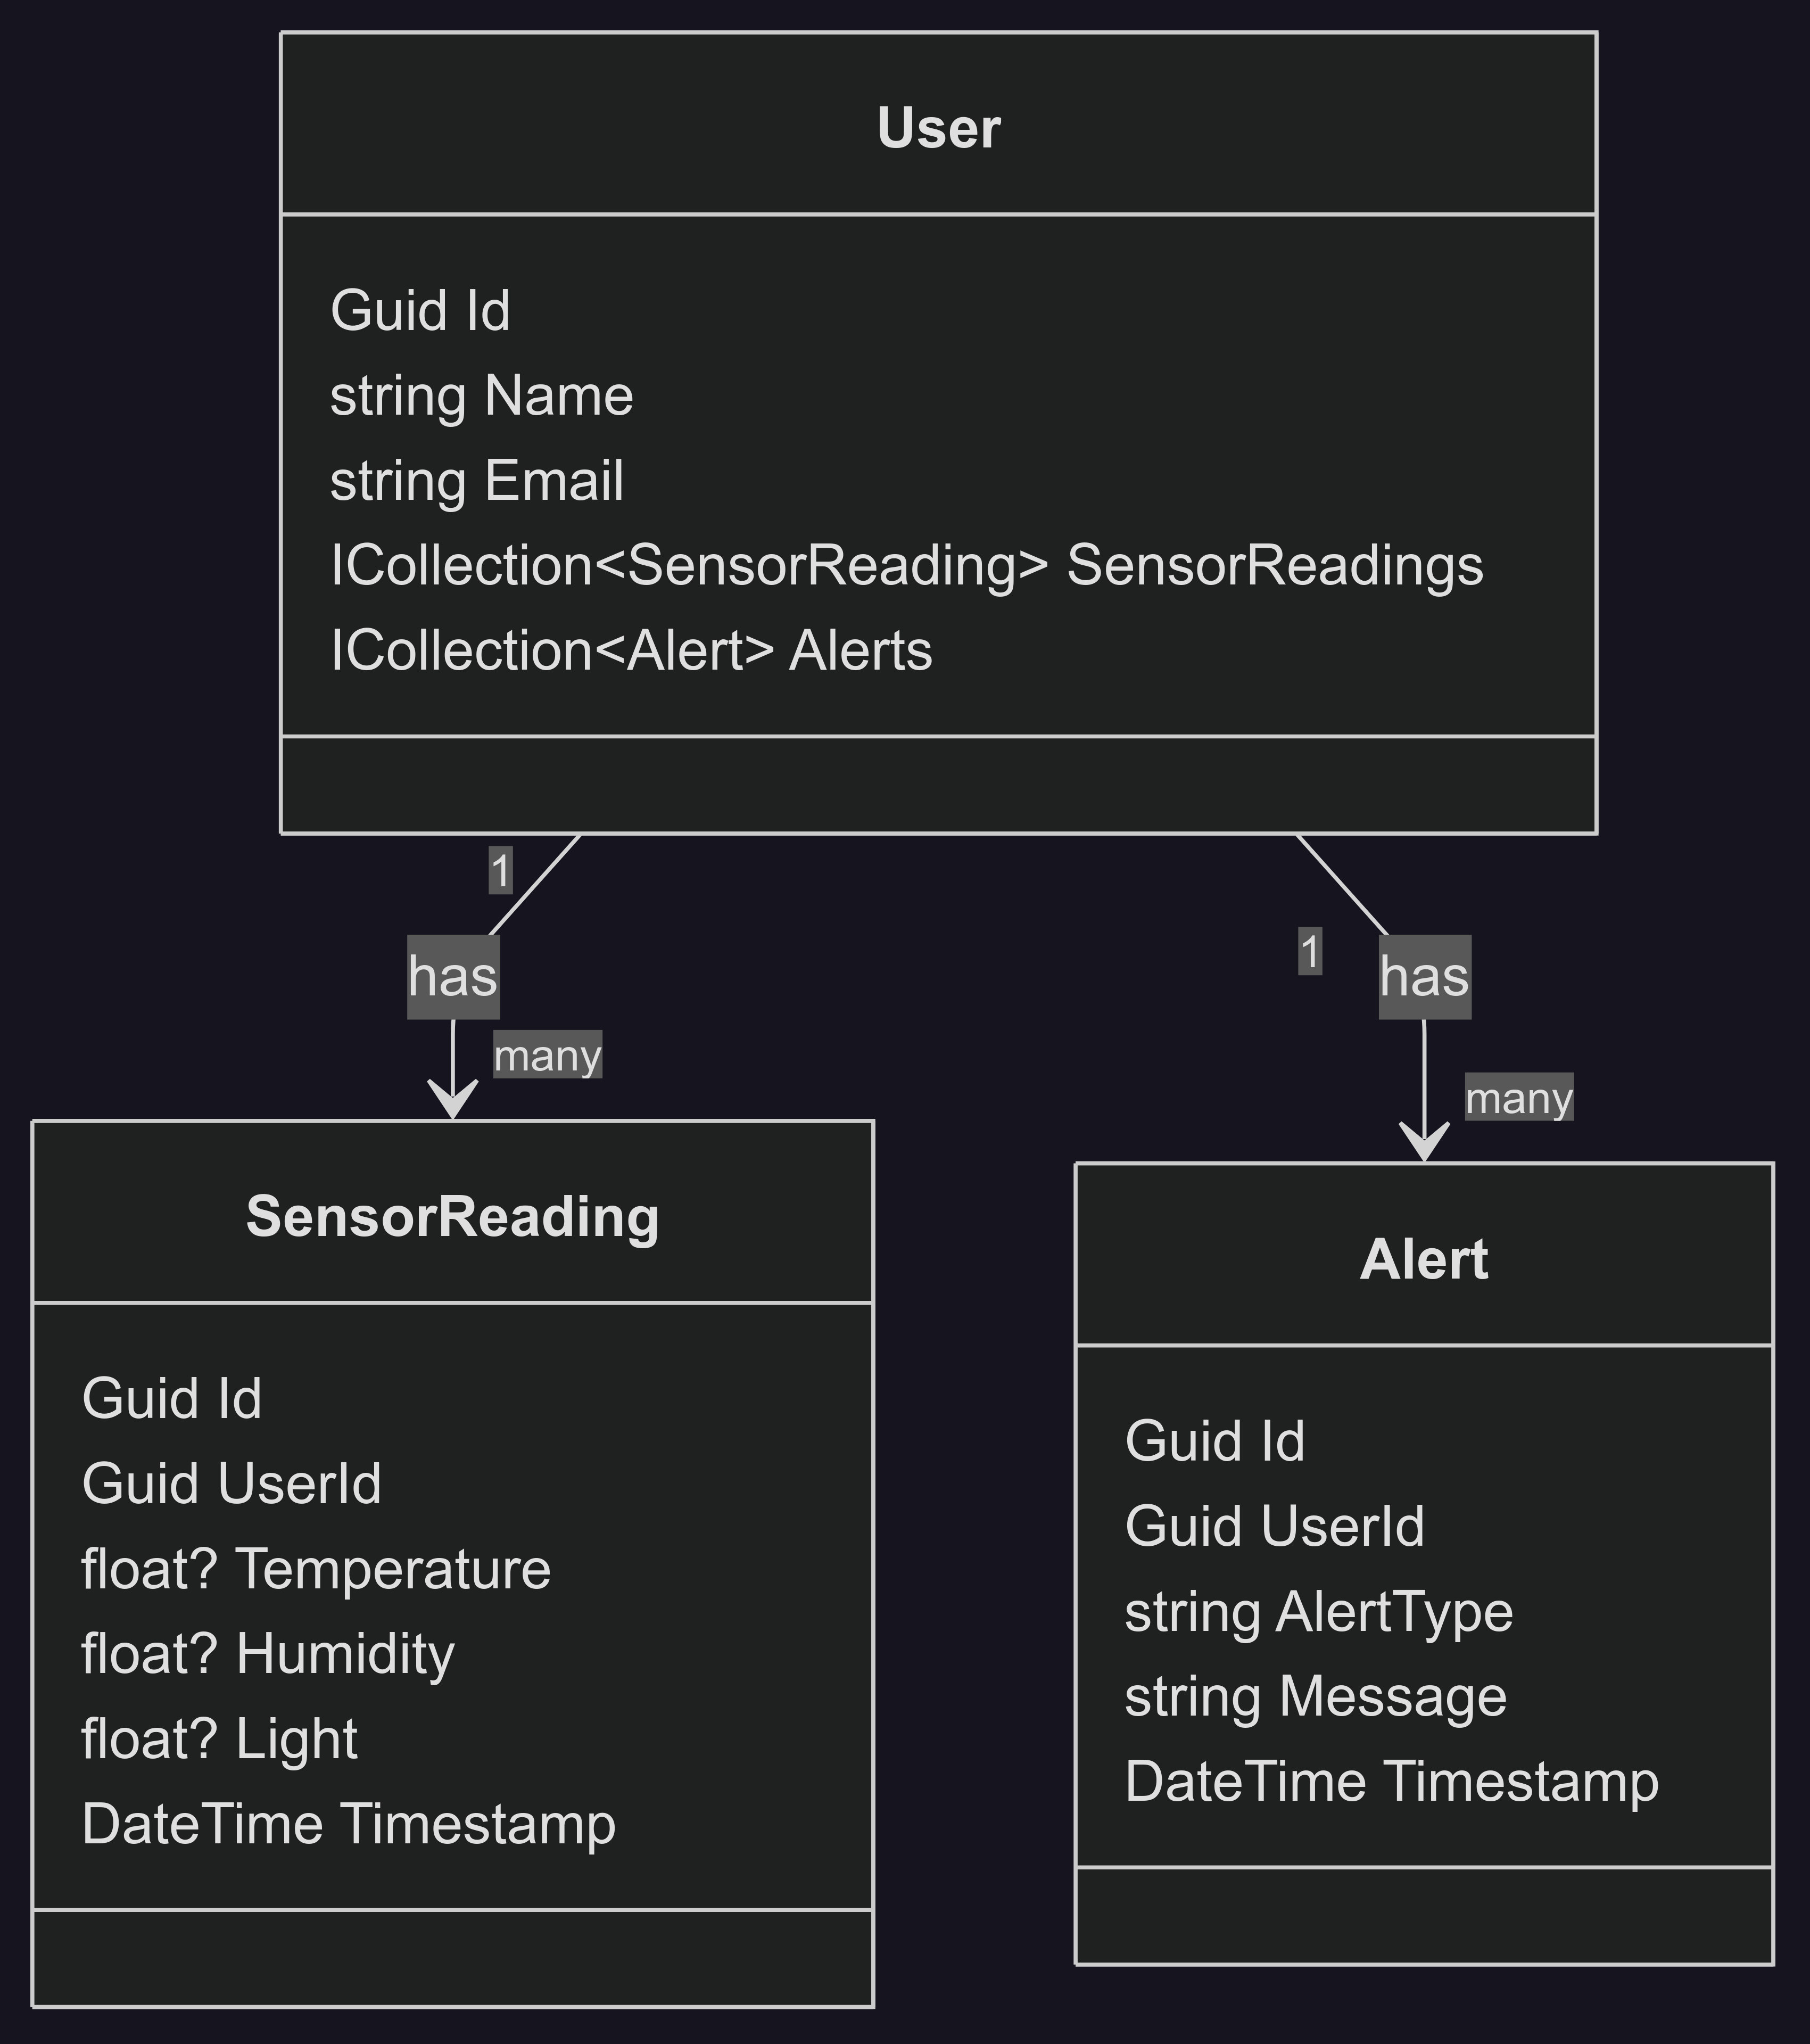 User
Guid Id
string Name
string Email
ICollection<SensorReading> SensorReadings
ICollection<Alert> Alerts
1
has
many
1
has
many
SensorReading
Guid Id
Guid UserId
float? Temperature
float? Humidity
float? Light
DateTime Timestamp
Alert
Guid Id
Guid UserId
string AlertType
string Message
DateTime Timestamp